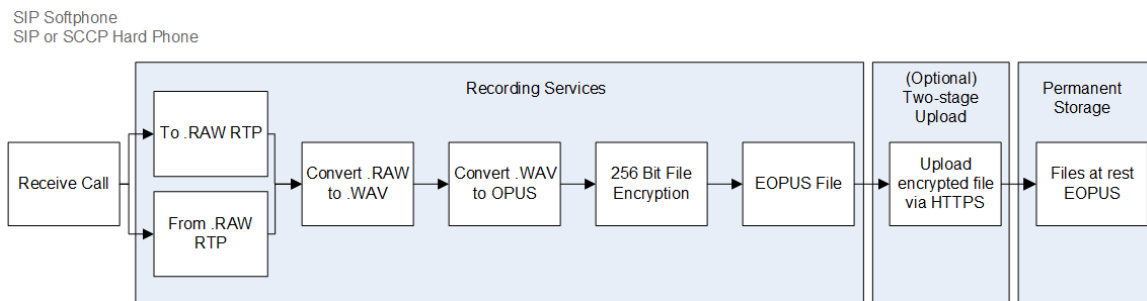 SIP Softphone
SIP or SCCP Hard Phone
Recording Services
(Optional)
Two-stage
Upload
Permanent
Storage
Receive Call
To .RAW RTP
From .RAW
RTP
Convert .RAW
to .WAV
Convert .WAV
to OPUS
256 Bit File
Encryption
EOPUS File
Upload
encrypted file
via HTTPS
Files at rest
EOPUS